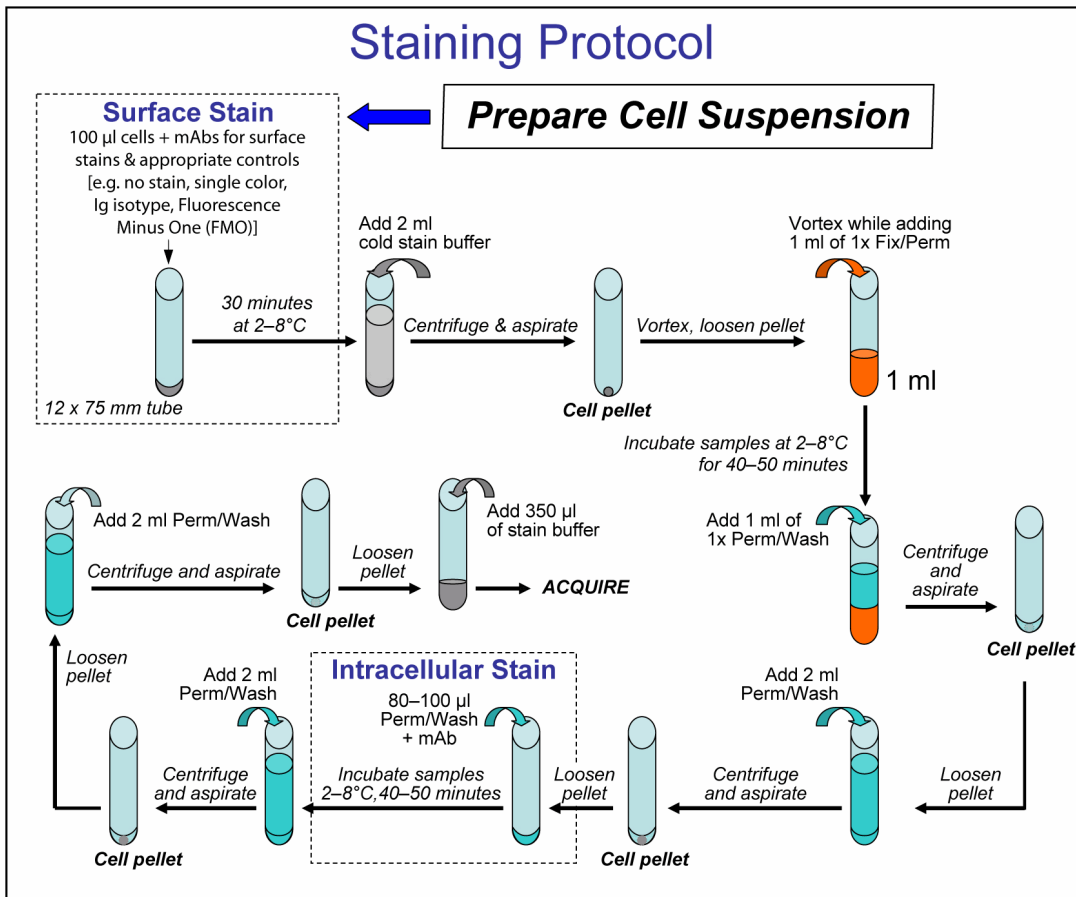 Staining Protocol
Prepare Cell Suspension
Surface Stain
100 µl cells + mAbs for surface
stains & appropriate controls
[e.g. no stain, single color,
Ig isotype, Fluorescence
Minus One (FMO)]
12 x 75 mm tube
30 minutes
at 2–8°C
Add 2 ml
cold stain buffer
Centrifuge & aspirate
Cell pellet
Vortex, loosen pellet
Vortex while adding
1 ml of 1x Fix/Perm
1 ml
Incubate samples at 2–8°C
for 40–50 minutes
Add 1 ml of
1x Perm/Wash
Centrifuge
and
aspirate
Cell pellet
Loosen
pellet
Add 2 ml
Perm/Wash
Centrifuge
and aspirate
Cell pellet
Loosen
pellet
Intracellular Stain
80–100 µl
Perm/Wash
+ mAb
Incubate samples
2–8°C,40–50 minutes
Add 2 ml
Perm/Wash
Centrifuge
and aspirate
Cell pellet
Loosen
pellet
Add 2 ml Perm/Wash
Centrifuge and aspirate
Cell pellet
Loosen
pellet
Add 350 µl
of stain buffer
ACQUIRE